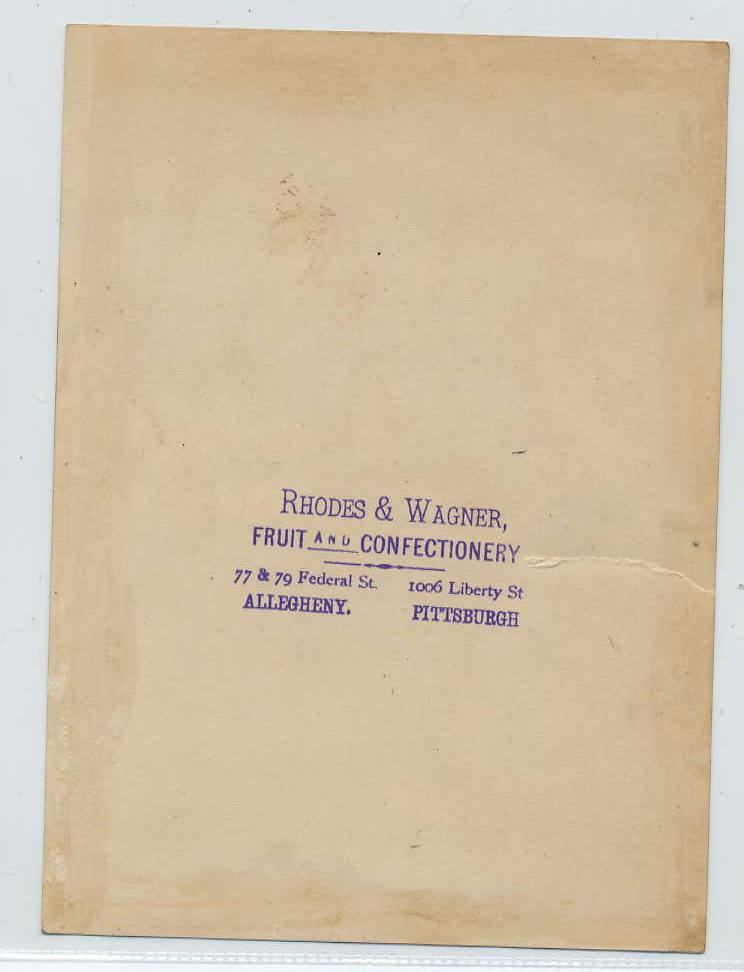 RHODES & WAGNER,
FRUIT AND CONFECTIONERY
77 & 79 Federal St. 1006 Liberty St
ALLEGHENY. PITTSBURGH